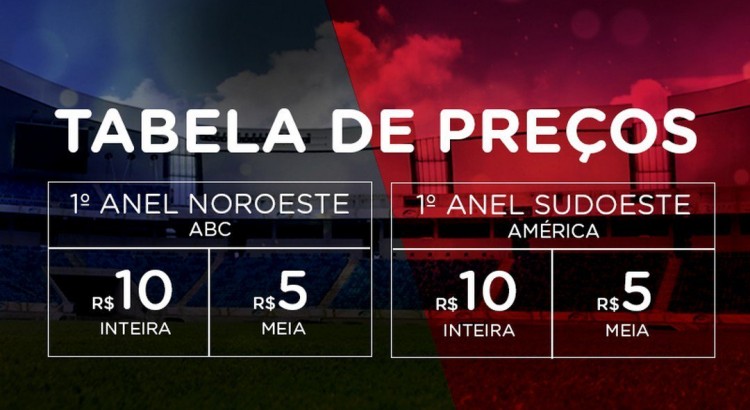 TABELA DE PREÇOS
1º ANEL NOROESTE
ABC
R$10
INTEIRA
R$5
MEIA
1º ANEL SUDOESTE
AMÉRICA
R$10
INTEIRA
R$5
MEIA